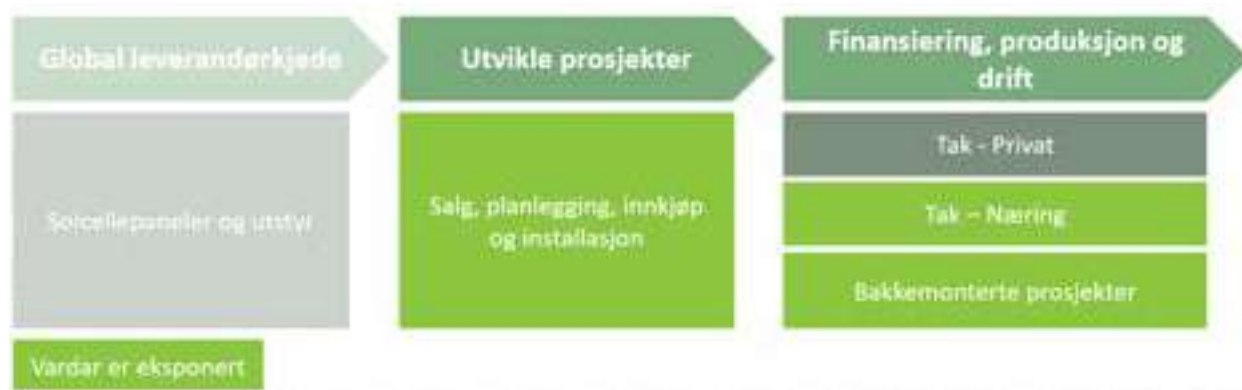 Global leverandørkjede
Utvikle prosjekter
Finansiering, produksjon og
drift
Solcellepaneler og utstyr
Salg, planlegging, innkjøp
og installasjon
Tak - Privat
Tak – Næring
Bakkemonterte prosjekter
Vardar er eksponert